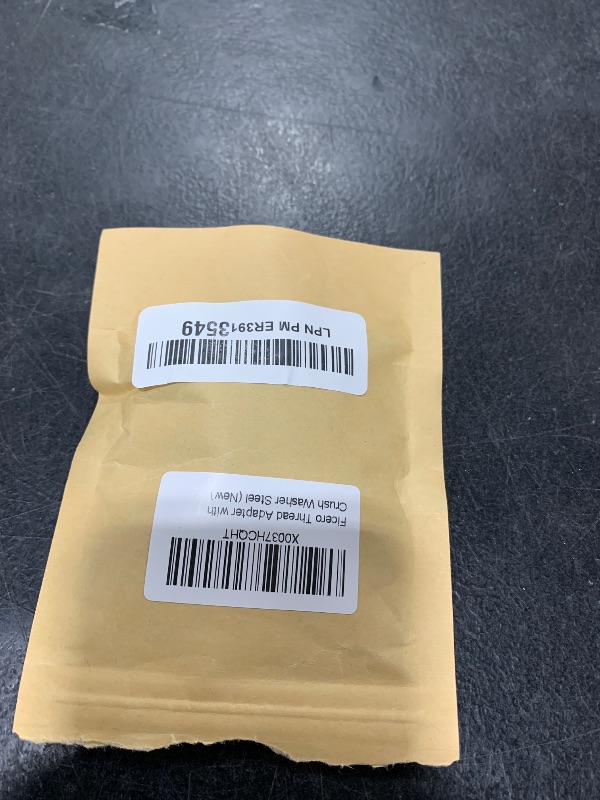 X0037HCQHT
Ficero Thread Adapter with
Crush Washer Steel (New)
LPN PM ER3913549